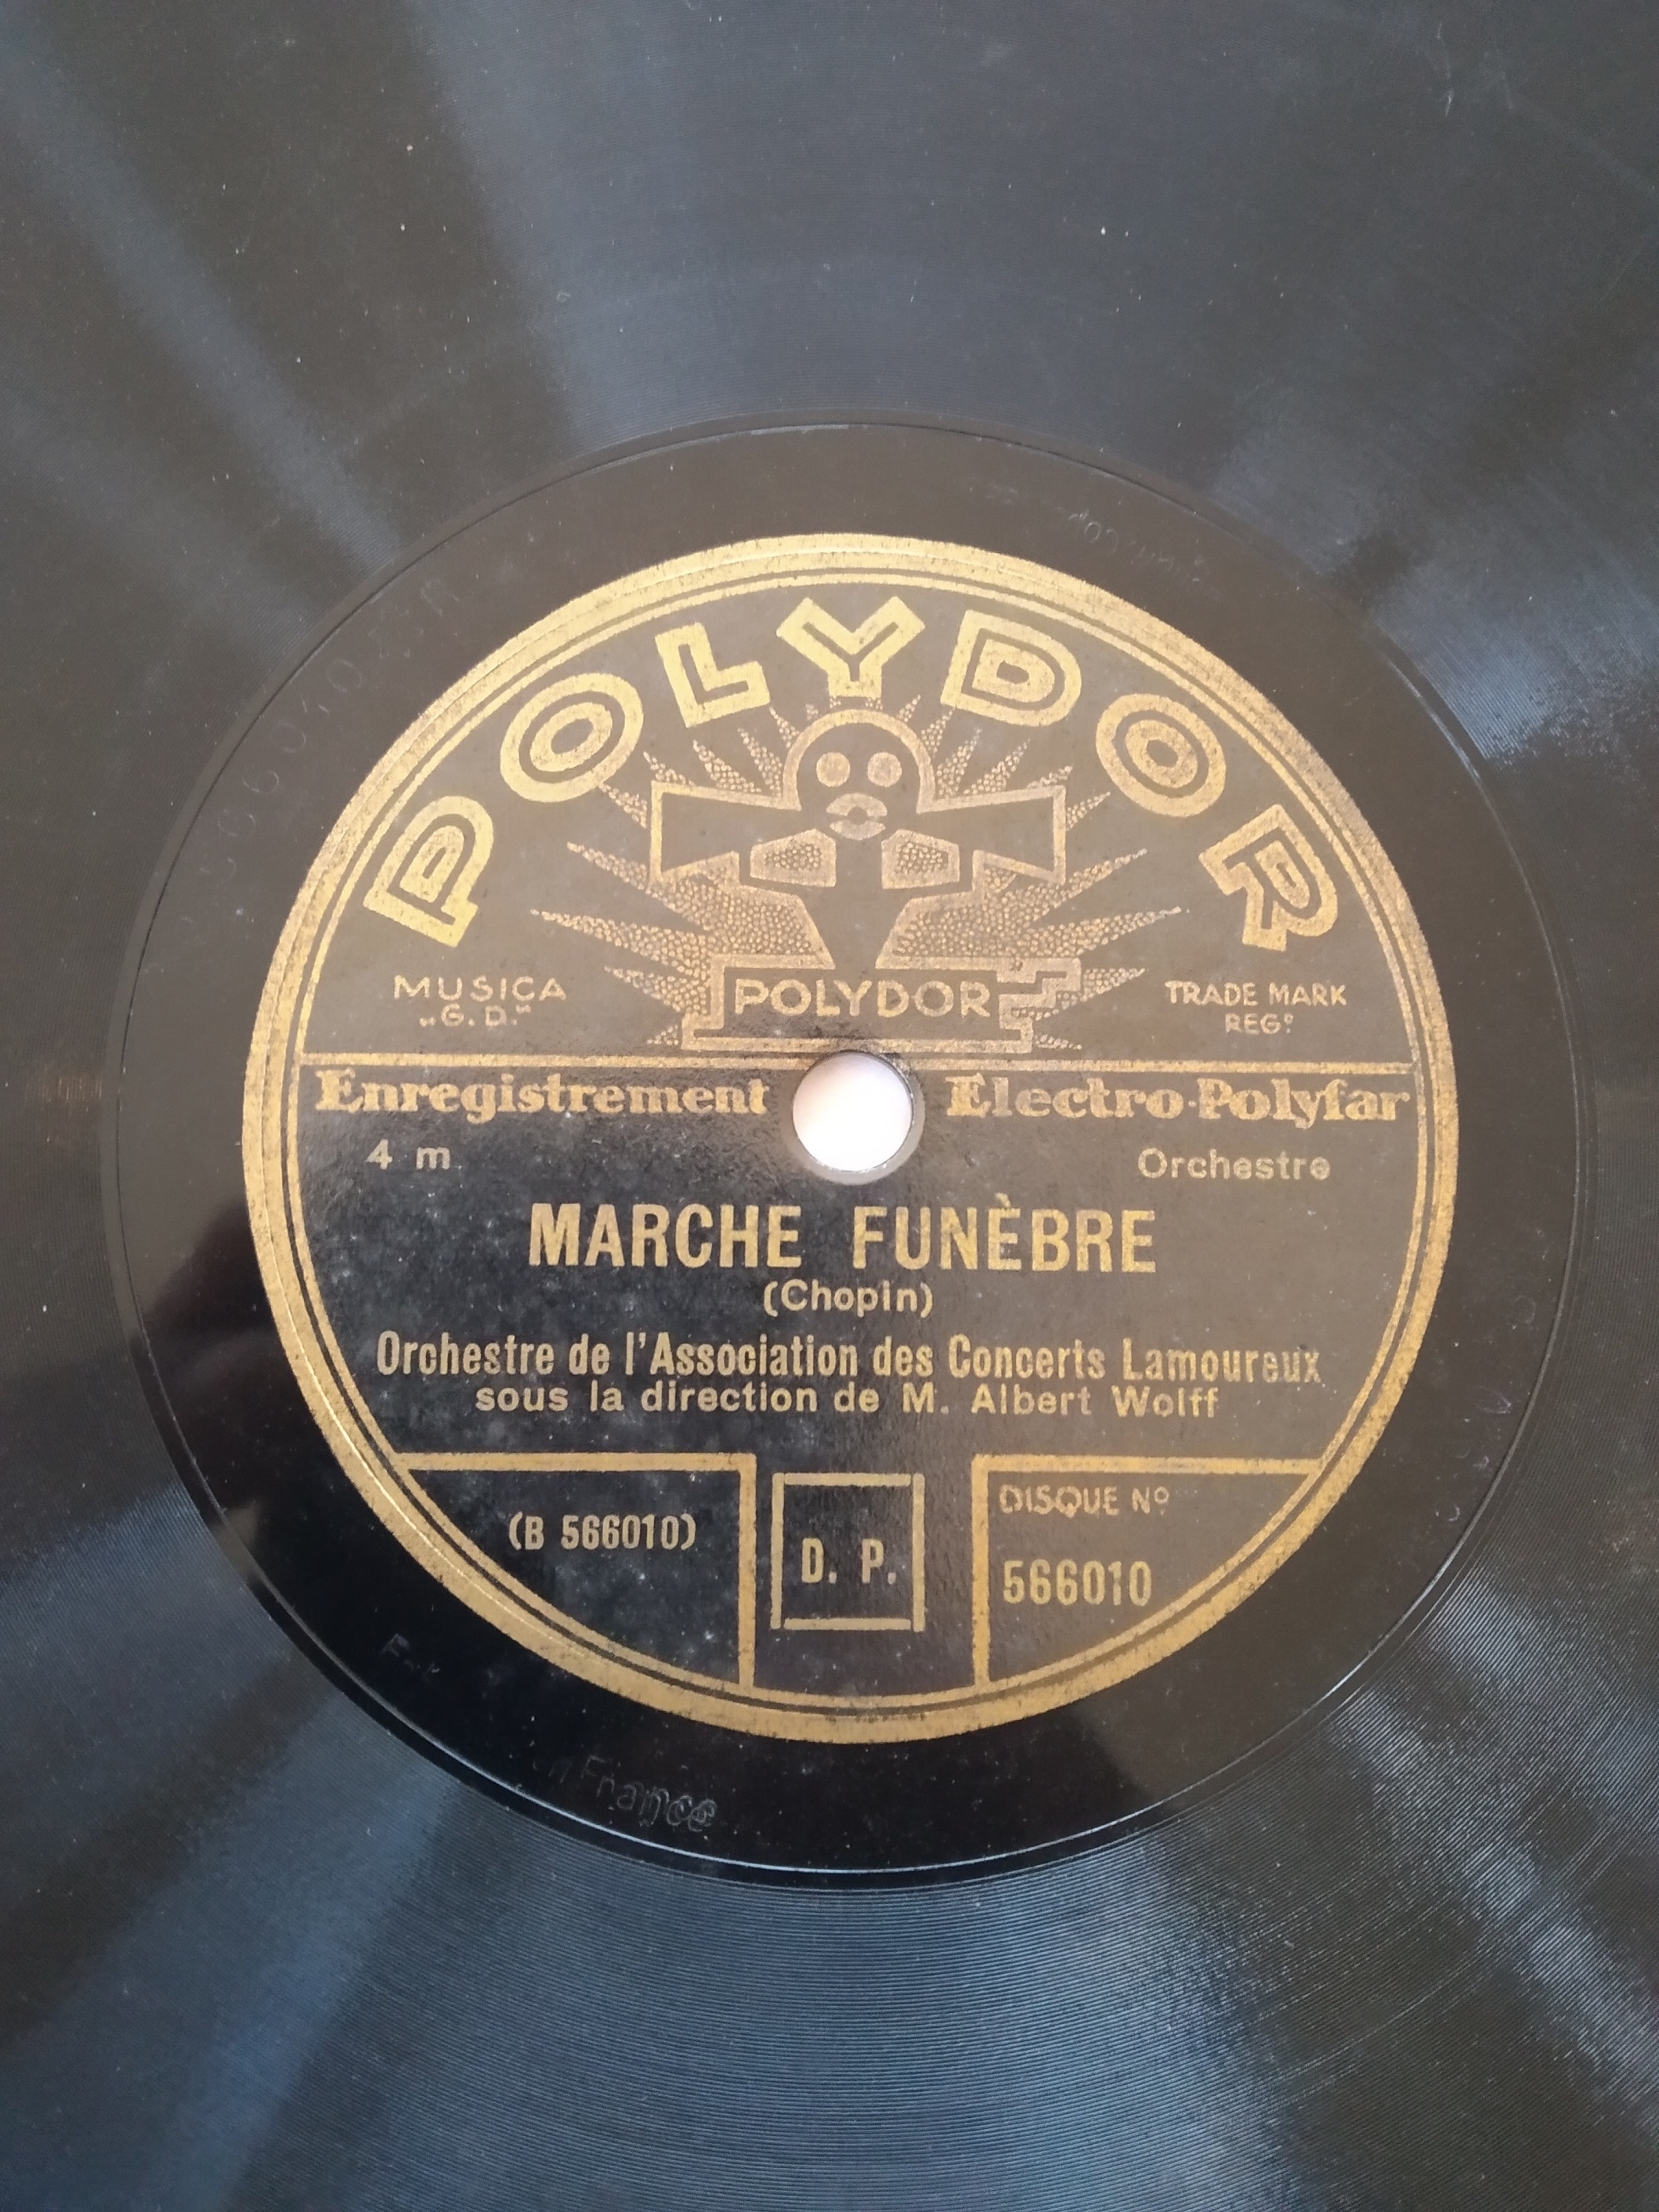 POLYDOR
POLYDOR
MUSICA
„G. D.“
TRADE MARK
REGº
Enregistrement Electro-Polyfar
4 m Orchestre
MARCHE FUNÈBRE
(Chopin)
Orchestre de l'Association des Concerts Lamoureux
sous la direction de M. Albert Wolff
(B 566010)
D. P.
DISQUE Nº
566010
France